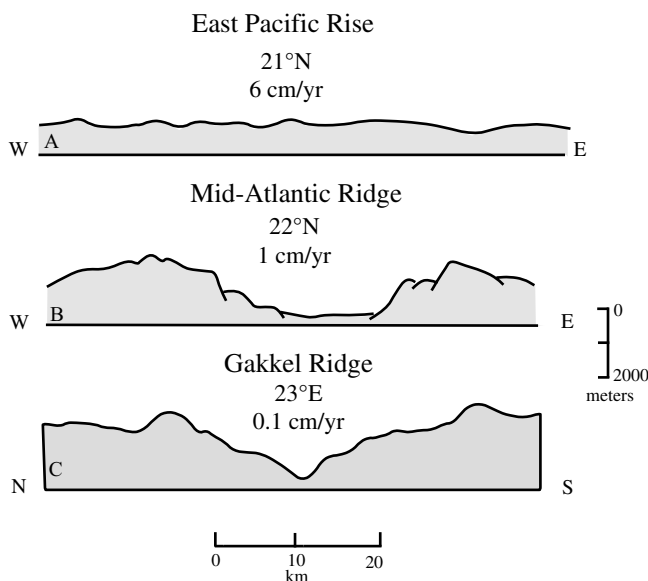 East Pacific Rise
21°N
6 cm/yr
A
W E
Mid-Atlantic Ridge
22°N
1 cm/yr
B
W E
0
2000
meters
Gakkel Ridge
23°E
0.1 cm/yr
C
N S
0 10 20
km